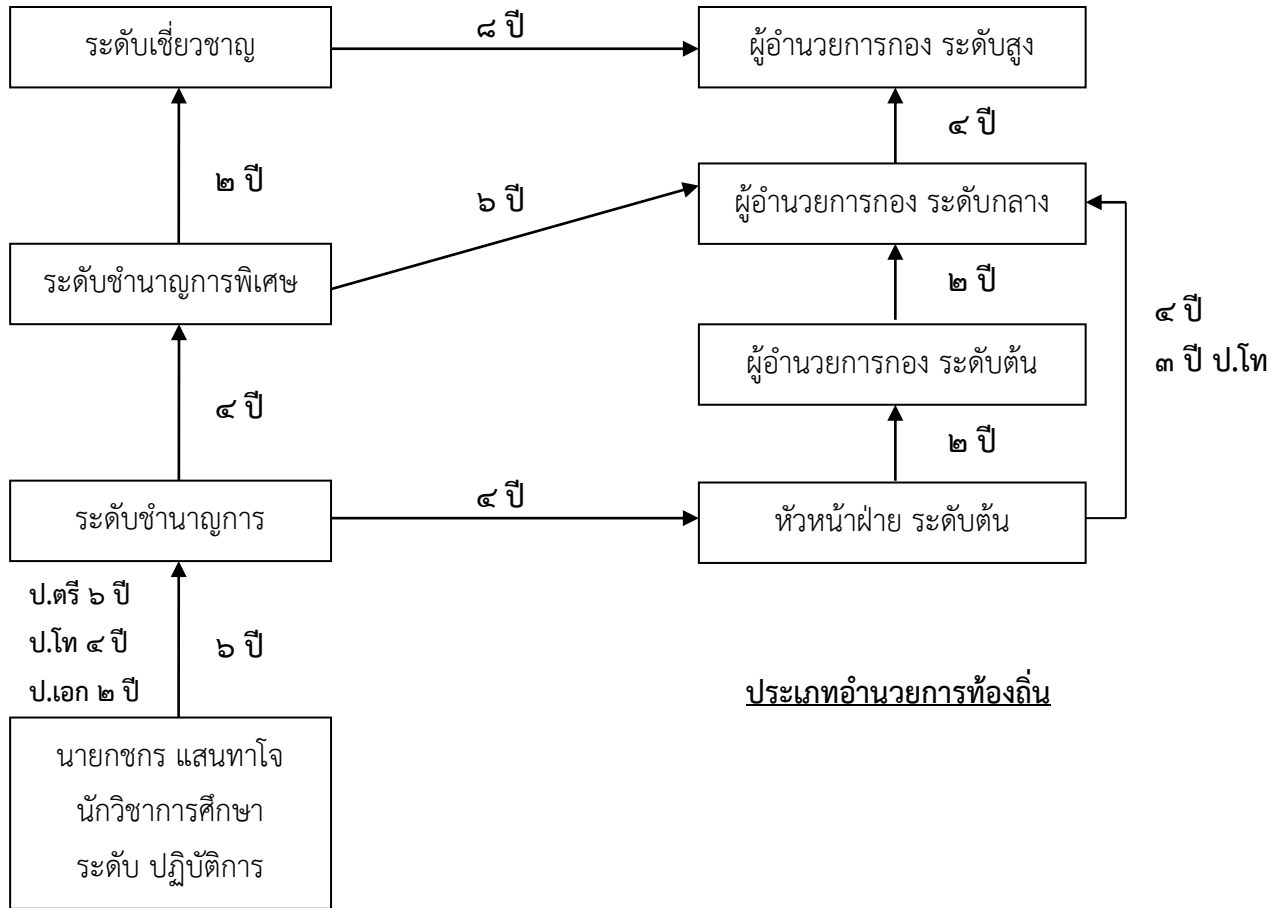 ระดับเชี่ยวชาญ
๘ ปี
ผู้อำนวยการกอง ระดับสูง
๔ ปี
๒ ปี
๖ ปี
ผู้อำนวยการกอง ระดับกลาง
ระดับชำนาญการพิเศษ
๒ ปี
๔ ปี
๓ ปี ป.โท
ผู้อำนวยการกอง ระดับต้น
๔ ปี
๒ ปี
ระดับชำนาญการ
๔ ปี
หัวหน้าฝ่าย ระดับต้น
ป.ตรี ๖ ปี
ป.โท ๔ ปี
ป.เอก ๒ ปี
๖ ปี
ประเภทอำนวยการท้องถิ่น
นายกชกร แสนทาโจ
นักวิชาการศึกษา
ระดับ ปฏิบัติการ